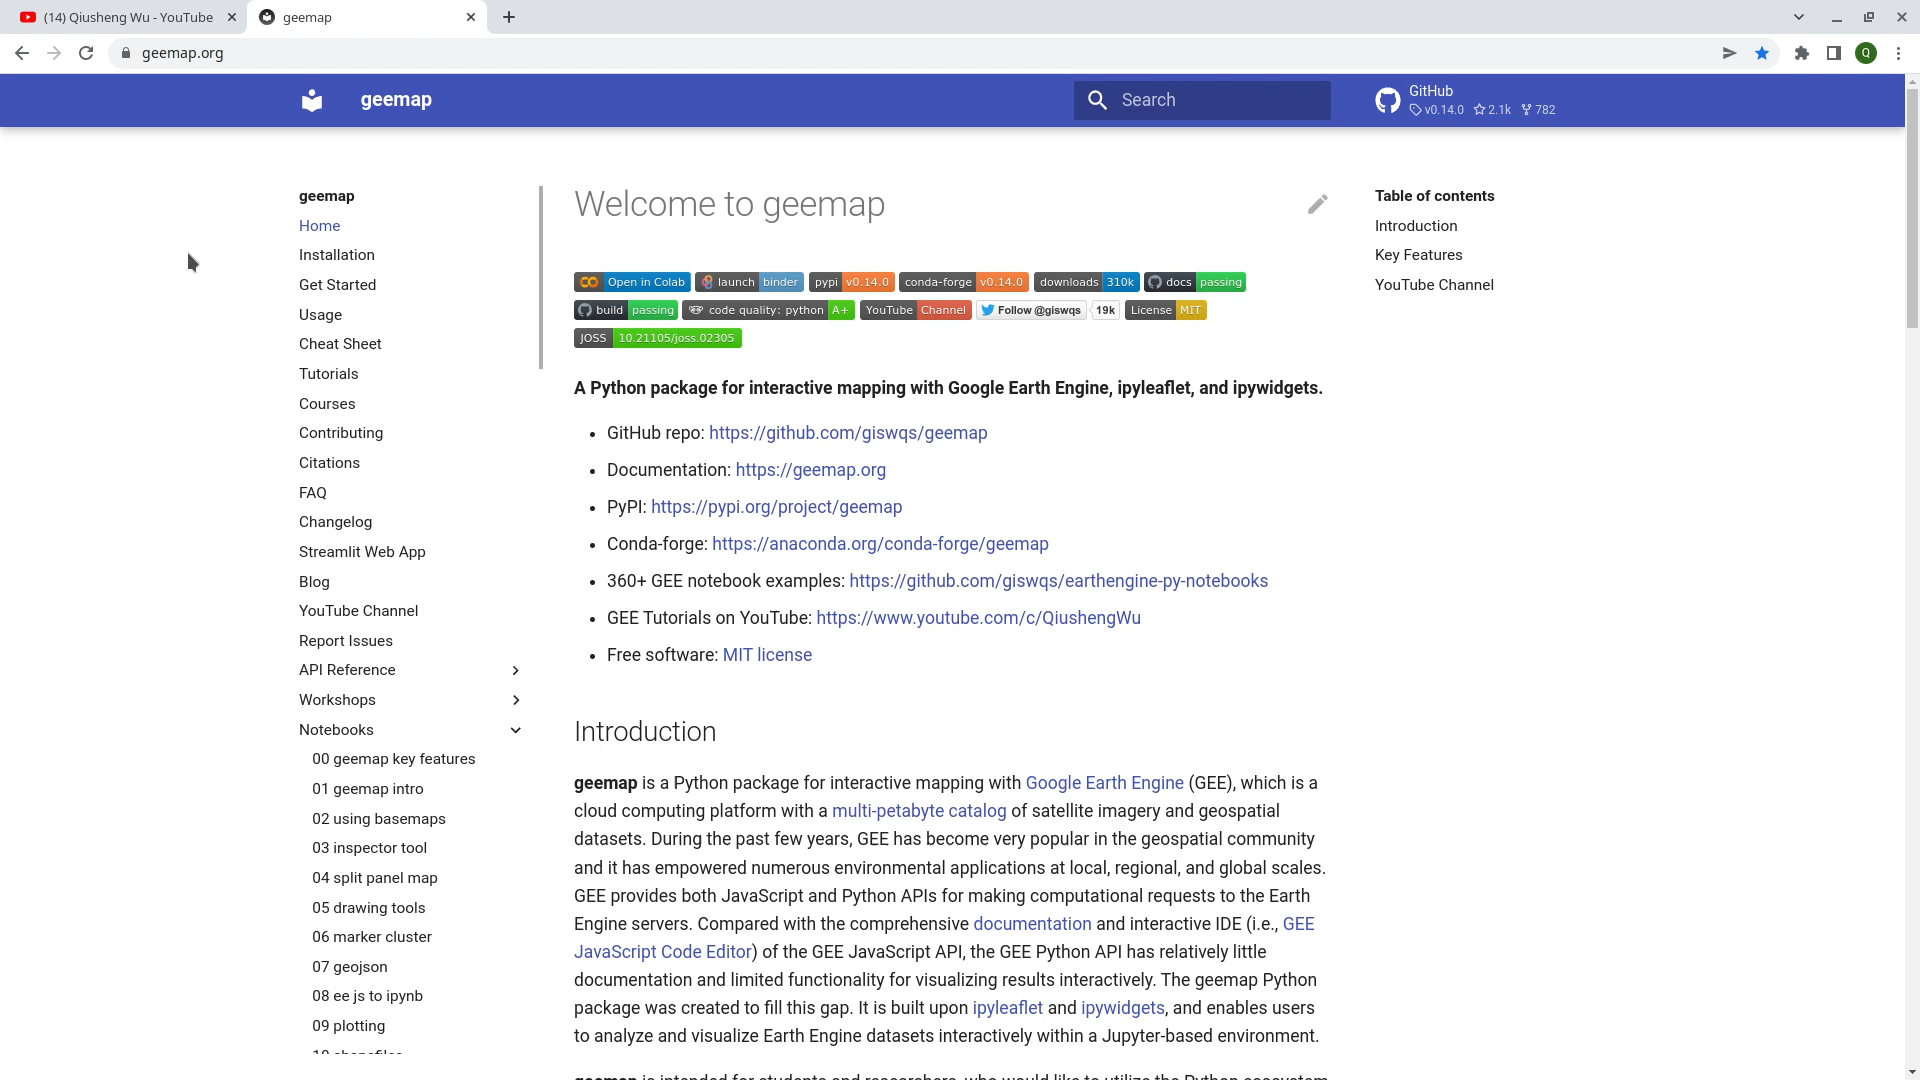 (14) Qiusheng Wu - YouTube
geemap
geemap.org
Q
geemap
Search
GitHub
v0.14.0 2.1k 782
geemap
Home
Installation
Get Started
Usage
Cheat Sheet
Tutorials
Courses
Contributing
Citations
FAQ
Changelog
Streamlit Web App
Blog
YouTube Channel
Report Issues
API Reference
Workshops
Notebooks
00 geemap key features
01 geemap intro
02 using basemaps
03 inspector tool
04 split panel map
05 drawing tools
06 marker cluster
07 geojson
08 ee js to ipynb
09 plotting
Welcome to geemap
Open in Colab launch binder pypi v0.14.0 conda-forge v0.14.0 downloads 310k docs passing
build passing code quality: python A+ YouTube Channel Follow @giswqs 19k License MIT
JOSS 10.21105/joss.02305
A Python package for interactive mapping with Google Earth Engine, ipyleaflet, and ipywidgets.
• GitHub repo: https://github.com/giswqs/geemap
• Documentation: https://geemap.org
• PyPI: https://pypi.org/project/geemap
• Conda-forge: https://anaconda.org/conda-forge/geemap
• 360+ GEE notebook examples: https://github.com/giswqs/earthengine-py-notebooks
• GEE Tutorials on YouTube: https://www.youtube.com/c/QiushengWu
• Free software: MIT license
Introduction
geemap is a Python package for interactive mapping with Google Earth Engine (GEE), which is a
cloud computing platform with a multi-petabyte catalog of satellite imagery and geospatial
datasets. During the past few years, GEE has become very popular in the geospatial community
and it has empowered numerous environmental applications at local, regional, and global scales.
GEE provides both JavaScript and Python APIs for making computational requests to the Earth
Engine servers. Compared with the comprehensive documentation and interactive IDE (i.e., GEE
JavaScript Code Editor) of the GEE JavaScript API, the GEE Python API has relatively little
documentation and limited functionality for visualizing results interactively. The geemap Python
package was created to fill this gap. It is built upon ipyleaflet and ipywidgets, and enables users
to analyze and visualize Earth Engine datasets interactively within a Jupyter-based environment.
geemap is intended for students and researchers, who would like to utilize the Python ecosystem
Table of contents
Introduction
Key Features
YouTube Channel